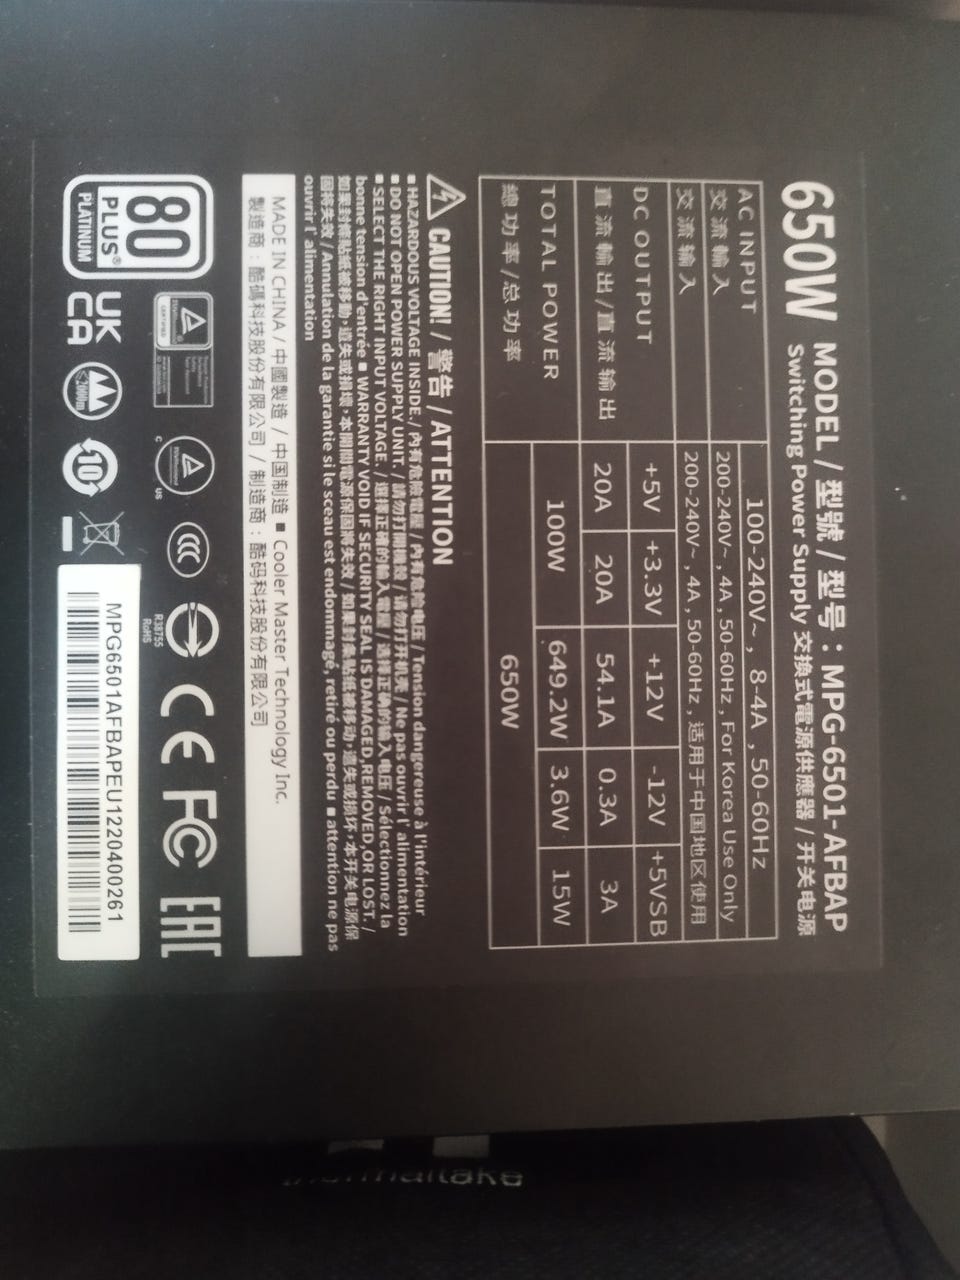 650W
MODEL / 型號 / 型号：MPG-6501-AFBAP
Switching Power Supply 交換式電源供應器 / 开关电源
AC INPUT 100-240V~, 8-4A, 50-60Hz
交流輸入 200-240V~, 4A, 50-60Hz, For Korea Use Only
交流输入 200-240V~, 4A, 50-60Hz, 适用于中国地区使用
DC OUTPUT +5V +3.3V +12V -12V +5VSB
直流輸出/直流输出 20A 20A 54.1A 0.3A 3A
TOTAL POWER 100W 649.2W 3.6W 15W
總功率/总功率 650W
CAUTION! / 警告 / ATTENTION
■ HAZARDOUS VOLTAGE INSIDE. / 內有危險電壓 / 内有危险电压 / Tension dangereuse à l'intérieur
■ DO NOT OPEN POWER SUPPLY UNIT. / 請勿打開機殼 / 请勿打开机壳 / Ne pas ouvrir l' alimentation
■ SELECT THE RIGHT INPUT VOLTAGE. / 選擇正確的輸入電壓 / 选择正确的输入电压 / Sélectionnez la
bonne tension d'entrée ■ WARRANTY VOID IF SECURITY SEAL IS DAMAGED, REMOVED, OR LOST. /
如果封條貼紙被移動,遺失或損壞,本開關電源保固將失效 / 如果封条贴纸被移动,遗失或损坏,本开关电源保
固将失效 / Annulation de la garantie si le sceau est endommagé, retiré ou perdu ■ attention ne pas
ouvrir l' alimentation
MADE IN CHINA / 中國製造 / 中国制造 ■ Cooler Master Technology Inc.
製造商：酷碼科技股份有限公司 / 制造商：酷码科技股份有限公司
CERTIFIED
C US
CCC
R38755
RoHS
CE FC EAC
80 PLUS®
PLATINUM
UK
CA
≤2000m
10
MPG6501AFBAPEU1220400261
thermaltake